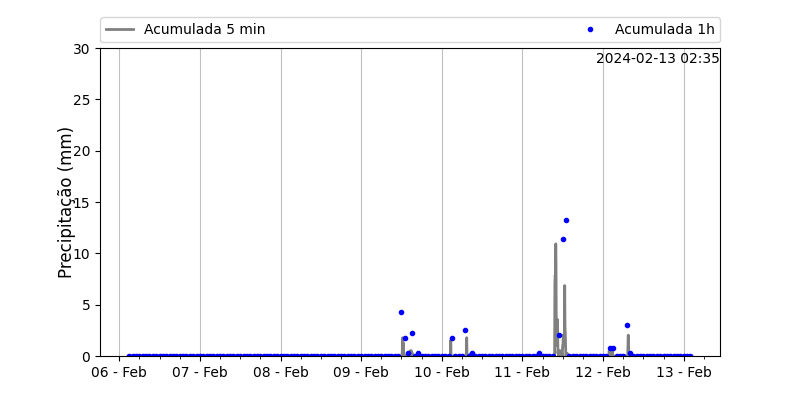 Acumulada 5 min
Acumulada 1h
2024-02-13 02:35
Precipitação (mm)
30
25
20
15
10
5
0
06 - Feb
07 - Feb
08 - Feb
09 - Feb
10 - Feb
11 - Feb
12 - Feb
13 - Feb